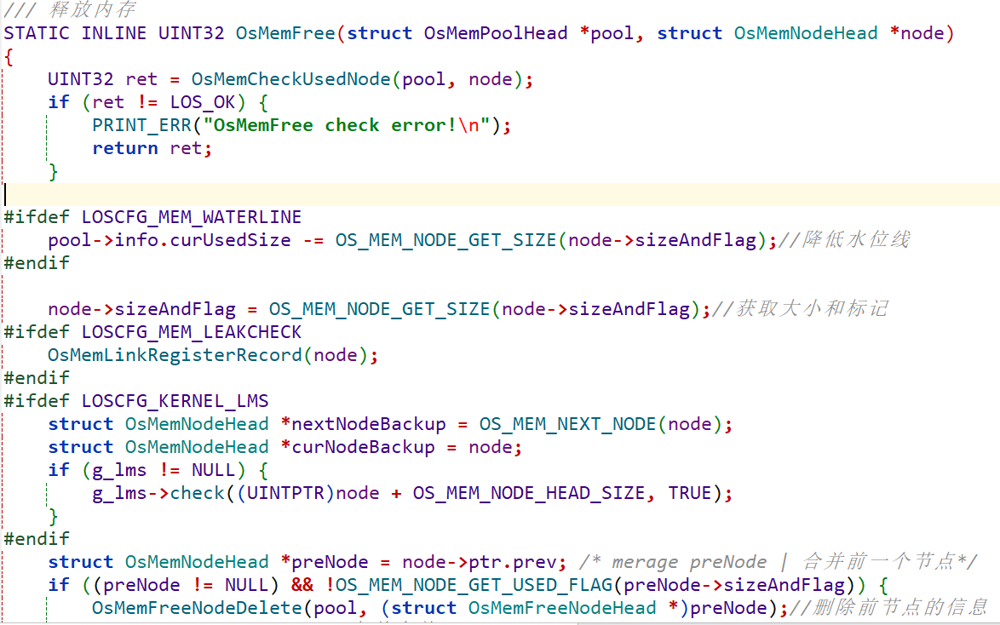 /// 释放内存
STATIC INLINE UINT32 OsMemFree(struct OsMemPoolHead *pool, struct OsMemNodeHead *node)
{
    UINT32 ret = OsMemCheckUsedNode(pool, node);
    if (ret != LOS_OK) {
        PRINT_ERR("OsMemFree check error!\n");
        return ret;
    }
#ifdef LOSCFG_MEM_WATERLINE
    pool->info.curUsedSize -= OS_MEM_NODE_GET_SIZE(node->sizeAndFlag);//降低水位线
#endif
    node->sizeAndFlag = OS_MEM_NODE_GET_SIZE(node->sizeAndFlag);//获取大小和标记
#ifdef LOSCFG_MEM_LEAKCHECK
    OsMemLinkRegisterRecord(node);
#endif
#ifdef LOSCFG_KERNEL_LMS
    struct OsMemNodeHead *nextNodeBackup = OS_MEM_NEXT_NODE(node);
    struct OsMemNodeHead *curNodeBackup = node;
    if (g_lms != NULL) {
        g_lms->check((UINTPTR)node + OS_MEM_NODE_HEAD_SIZE, TRUE);
    }
#endif
    struct OsMemNodeHead *preNode = node->ptr.prev; /* merage preNode | 合并前一个节点*/
    if ((preNode != NULL) && !OS_MEM_NODE_GET_USED_FLAG(preNode->sizeAndFlag)) {
        OsMemFreeNodeDelete(pool, (struct OsMemFreeNodeHead *)preNode);//删除前节点的信息